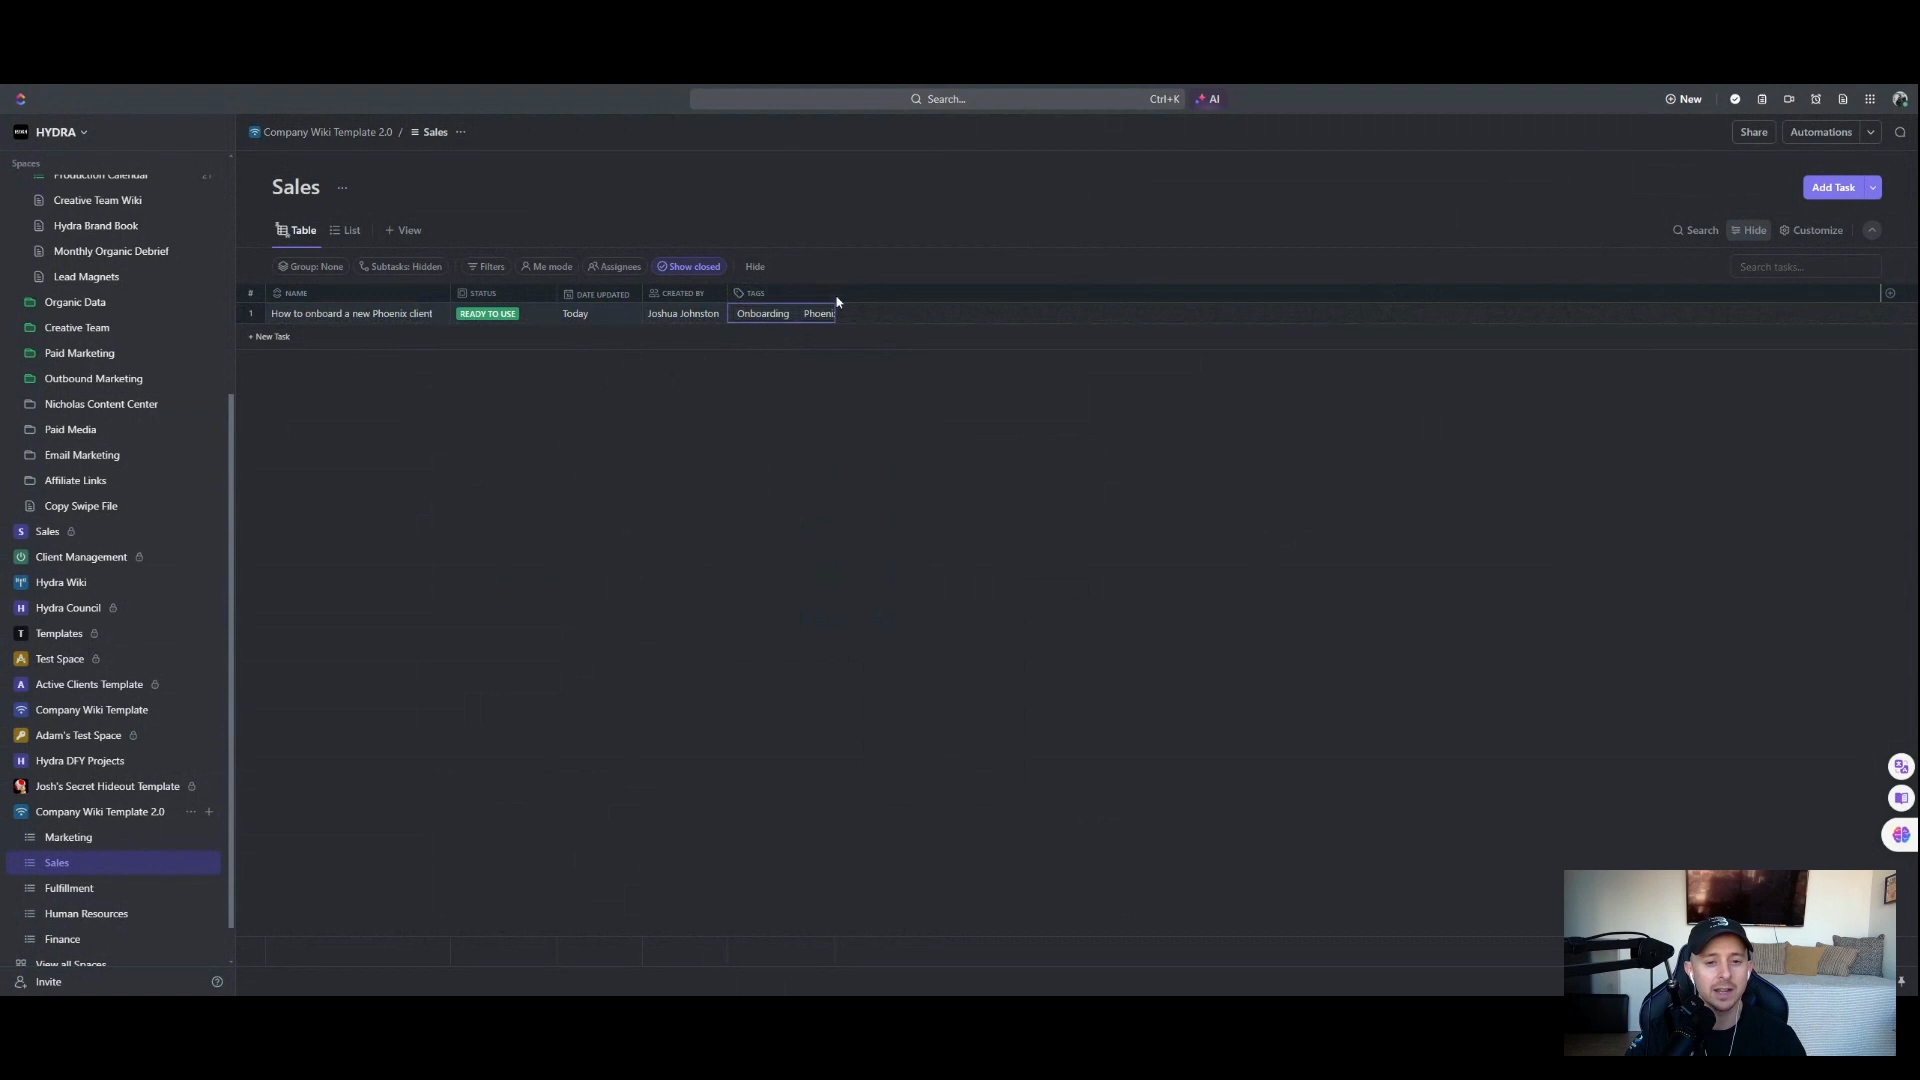 Search...
Ctrl+K
AI
New
HYDRA
Company Wiki Template 2.0 / Sales ...
Share
Automations
Spaces
Production Calendar
Creative Team Wiki
Hydra Brand Book
Monthly Organic Debrief
Lead Magnets
Organic Data
Creative Team
Paid Marketing
Outbound Marketing
Nicholas Content Center
Paid Media
Email Marketing
Affiliate Links
Copy Swipe File
S Sales
Client Management
Hydra Wiki
H Hydra Council
T Templates
Test Space
A Active Clients Template
Company Wiki Template
Adam's Test Space
H Hydra DFY Projects
Josh's Secret Hideout Template
Company Wiki Template 2.0
Marketing
Sales
Fulfillment
Human Resources
Finance
View all Spaces
Invite
Sales ...
Add Task
Table
List
+ View
Search
Hide
Customize
Group: None
Subtasks: Hidden
Filters
Me mode
Assignees
Show closed
Hide
Search tasks...
# NAME STATUS DATE UPDATED CREATED BY TAGS
1 How to onboard a new Phoenix client READY TO USE Today Joshua Johnston Onboarding Phoeni
+ New Task